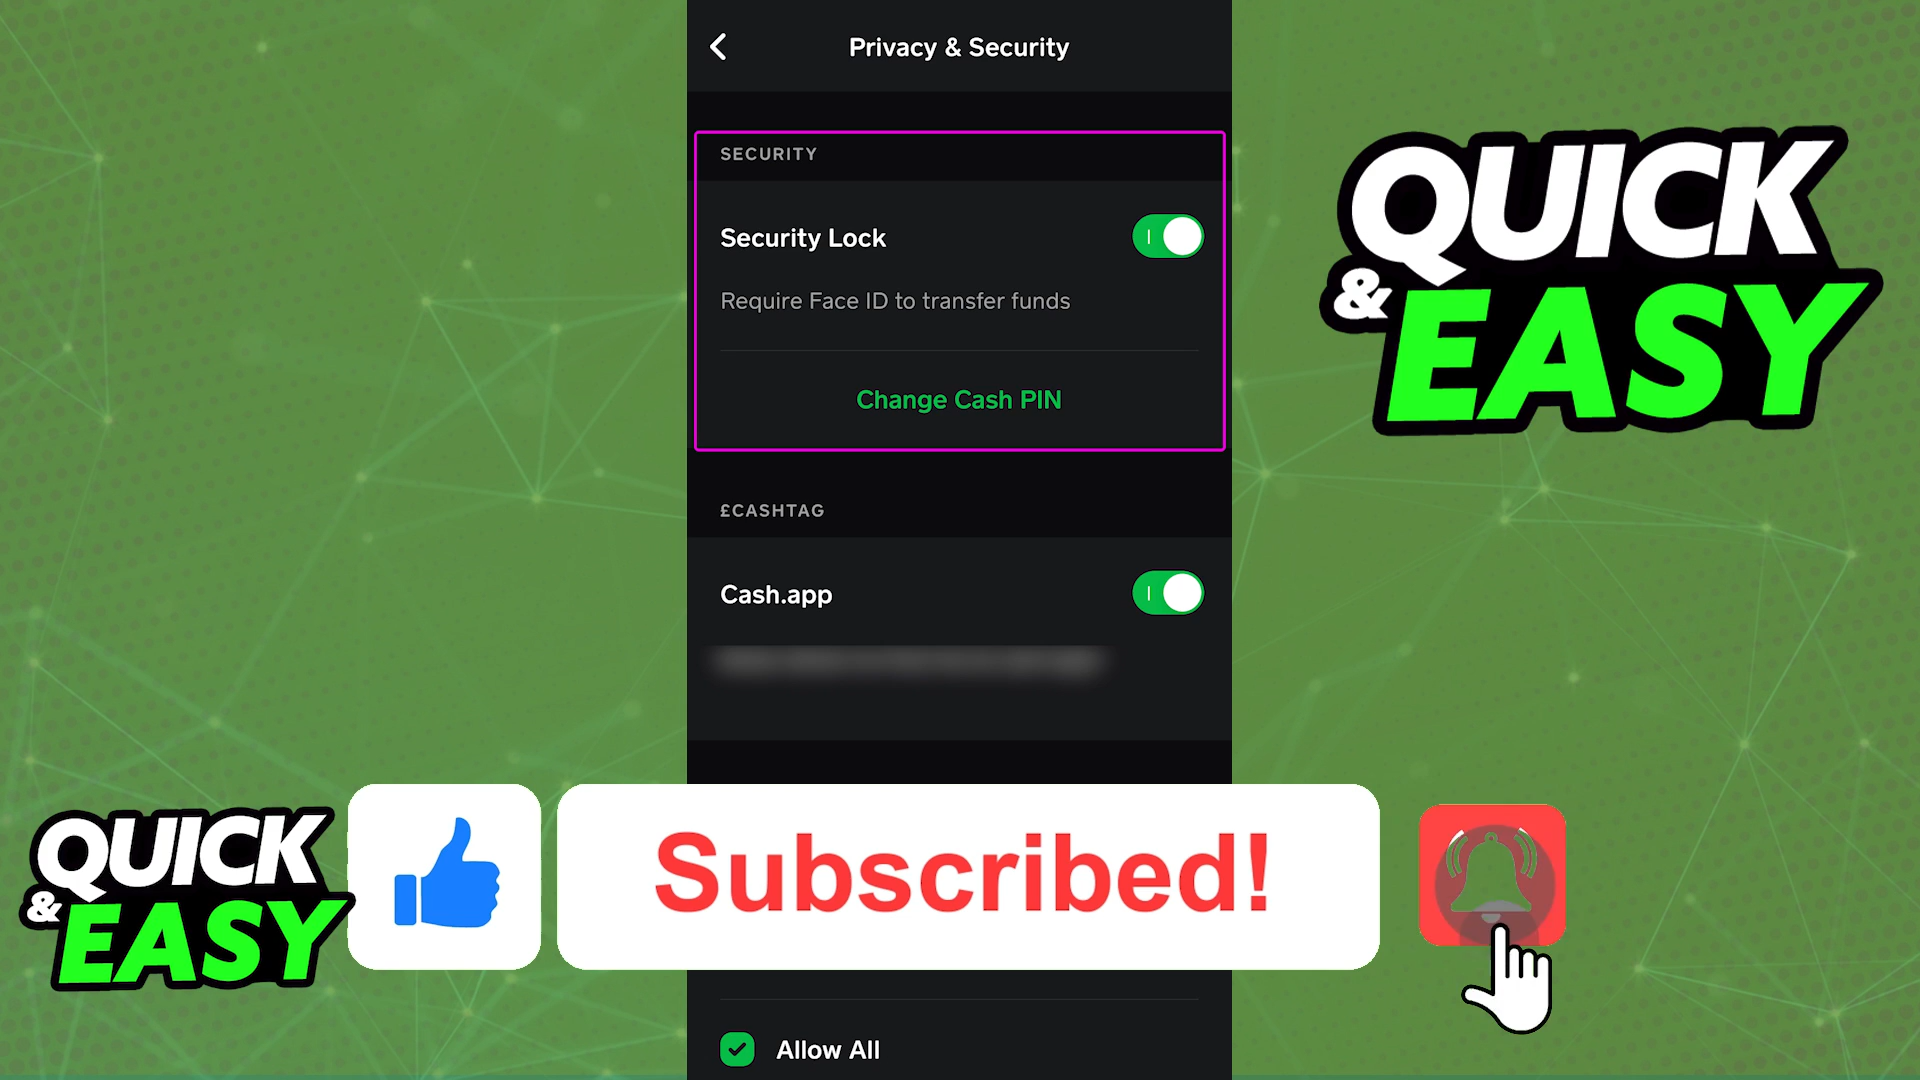 Privacy & Security
SECURITY
Security Lock
Require Face ID to transfer funds
Change Cash PIN
£CASHTAG
Cash.app
Allow All
QUICK
& EASY
QUICK
& EASY
Subscribed!